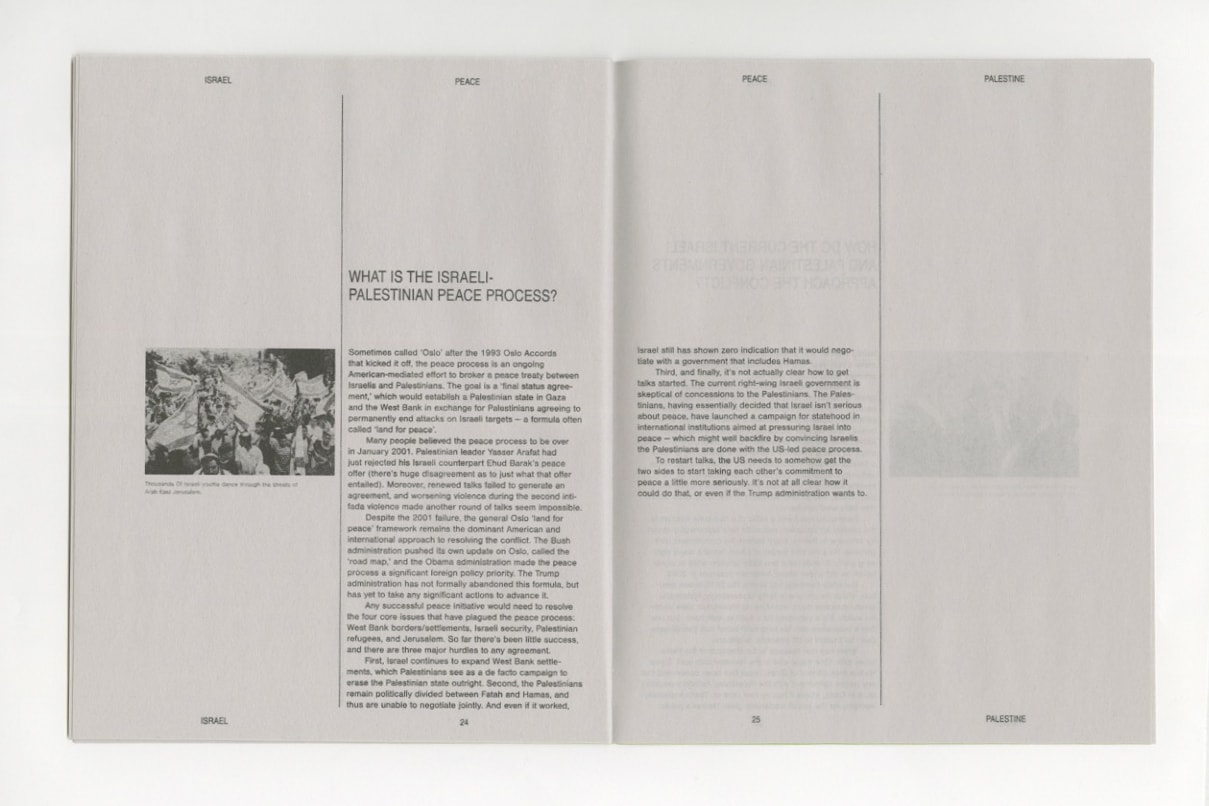 ISRAEL
PEACE
WHAT IS THE ISRAELI-
PALESTINIAN PEACE PROCESS?
Thousands Of Israeli youths dance through the streets of
Arab East Jerusalem.
Sometimes called ‘Oslo’ after the 1993 Oslo Accords
that kicked it off, the peace process is an ongoing
American-mediated effort to broker a peace treaty between
Israelis and Palestinians. The goal is a ‘final status agree-
ment,’ which would establish a Palestinian state in Gaza
and the West Bank in exchange for Palestinians agreeing to
permanently end attacks on Israeli targets – a formula often
called ‘land for peace’.
Many people believed the peace process to be over
in January 2001. Palestinian leader Yasser Arafat had
just rejected his Israeli counterpart Ehud Barak’s peace
offer (there’s huge disagreement as to just what that offer
entailed). Moreover, renewed talks failed to generate an
agreement, and worsening violence during the second inti-
fada violence made another round of talks seem impossible.
Despite the 2001 failure, the general Oslo ‘land for
peace’ framework remains the dominant American and
international approach to resolving the conflict. The Bush
administration pushed its own update on Oslo, called the
‘road map,’ and the Obama administration made the peace
process a significant foreign policy priority. The Trump
administration has not formally abandoned this formula, but
has yet to take any significant actions to advance it.
Any successful peace initiative would need to resolve
the four core issues that have plagued the peace process:
West Bank borders/settlements, Israeli security, Palestinian
refugees, and Jerusalem. So far there’s been little success,
and there are three major hurdles to any agreement.
First, Israel continues to expand West Bank settle-
ments, which Palestinians see as a de facto campaign to
erase the Palestinian state outright. Second, the Palestinians
remain politically divided between Fatah and Hamas, and
thus are unable to negotiate jointly. And even if it worked,
ISRAEL
24
PEACE
PALESTINE
HOW DO THE CURRENT ISRAELI
AND PALESTINIAN GOVERNMENTS
APPROACH THE CONFLICT?
Israel still has shown zero indication that it would nego-
tiate with a government that includes Hamas.
Third, and finally, it’s not actually clear how to get
talks started. The current right-wing Israeli government is
skeptical of concessions to the Palestinians. The Pales-
tinians, having essentially decided that Israel isn’t serious
about peace, have launched a campaign for statehood in
international institutions aimed at pressuring Israel into
peace – which might well backfire by convincing Israelis
the Palestinians are done with the US-led peace process.
To restart talks, the US needs to somehow get the
two sides to start taking each other’s commitment to
peace a little more seriously. It’s not at all clear how it
could do that, or even if the Trump administration wants to.
25
PALESTINE